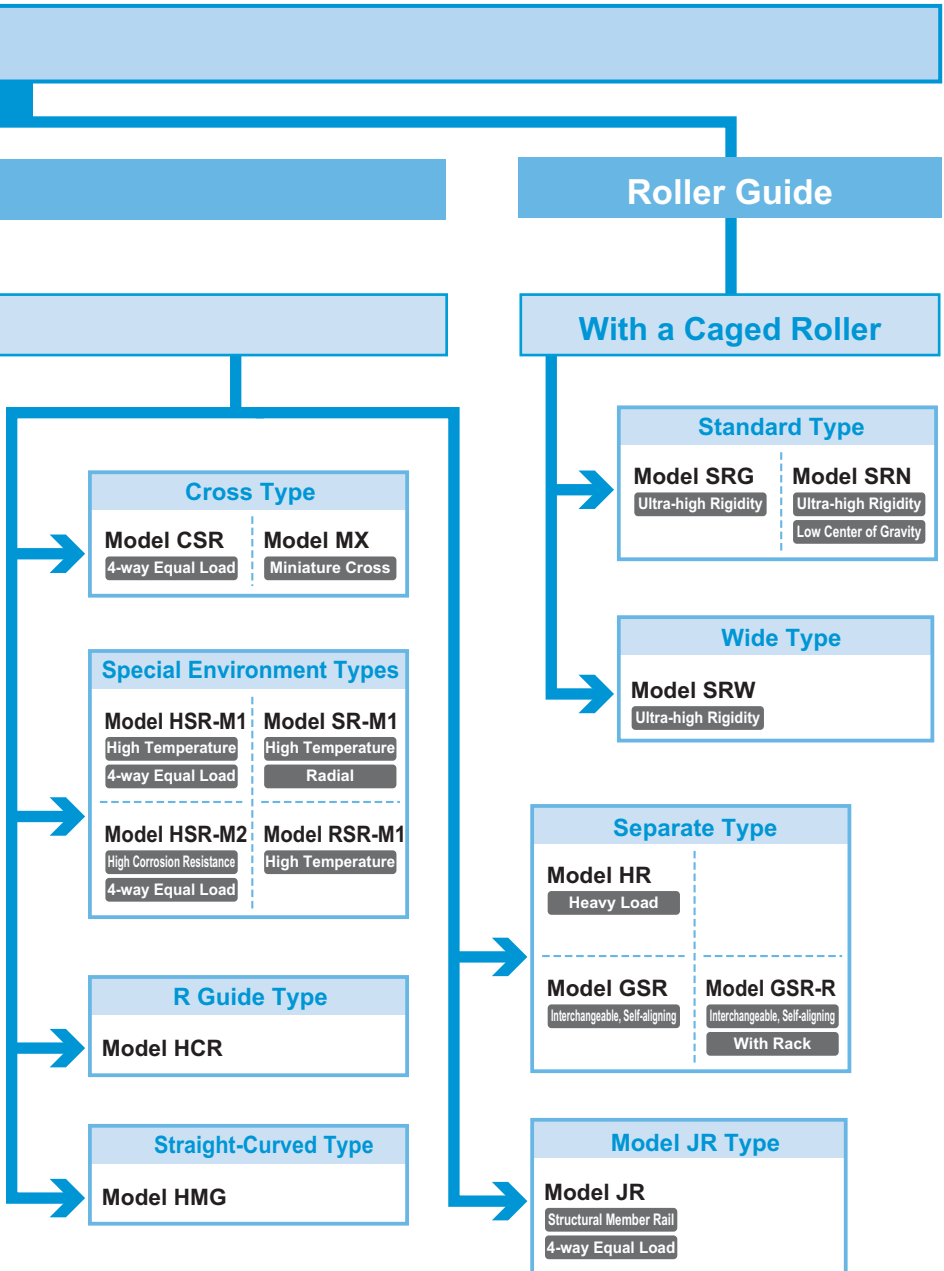 Roller Guide
With a Caged Roller
Standard Type
Model SRG
Ultra-high Rigidity
Model SRN
Ultra-high Rigidity
Low Center of Gravity
Wide Type
Model SRW
Ultra-high Rigidity
Cross Type
Model CSR
4-way Equal Load
Model MX
Miniature Cross
Special Environment Types
Model HSR-M1
High Temperature
4-way Equal Load
Model SR-M1
High Temperature
Radial
Model HSR-M2
High Corrosion Resistance
4-way Equal Load
Model RSR-M1
High Temperature
R Guide Type
Model HCR
Straight-Curved Type
Model HMG
Separate Type
Model HR
Heavy Load
Model GSR
Interchangeable, Self-aligning
Model GSR-R
Interchangeable, Self-aligning
With Rack
Model JR Type
Model JR
Structural Member Rail
4-way Equal Load